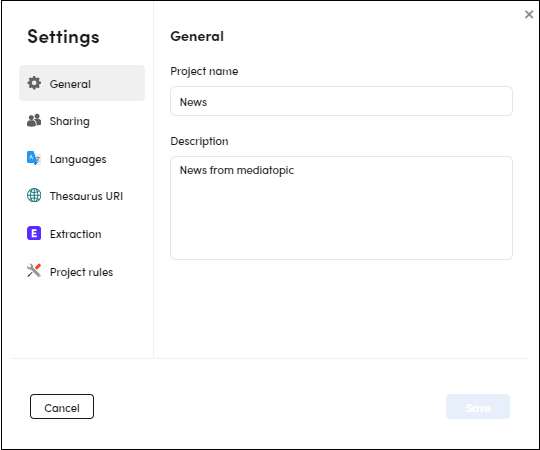 Settings
General
Sharing
Languages
Thesaurus URI
E Extraction
Project rules
General
Project name
News
Description
News from mediatopic
Cancel
Save